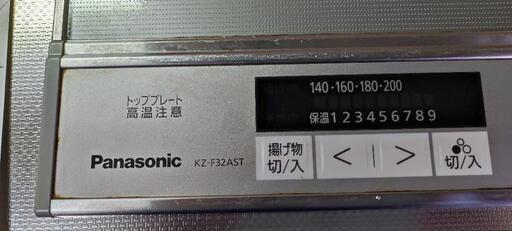 トッププレート
高温注意
Panasonic KZ-F32AST
140・160・180・200
保温 1 2 3 4 5 6 7 8 9
揚げ物
切/入
<
>
切/入